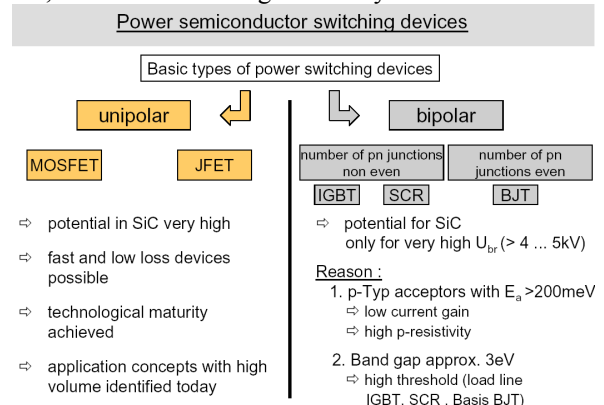 Power semiconductor switching devices
Basic types of power switching devices
unipolar
MOSFET
JFET
⇨ potential in SiC very high
⇨ fast and low loss devices
possible
⇨ technological maturity
achieved
⇨ application concepts with high
volume identified today
bipolar
number of pn junctions
non even
IGBT
SCR
number of pn
junctions even
BJT
⇨ potential for SiC
only for very high Ubr (> 4 ... 5kV)
Reason :
1. p-Typ acceptors with Ea >200meV
⇨ low current gain
⇨ high p-resistivity
2. Band gap approx. 3eV
⇨ high threshold (load line
IGBT, SCR , Basis BJT)